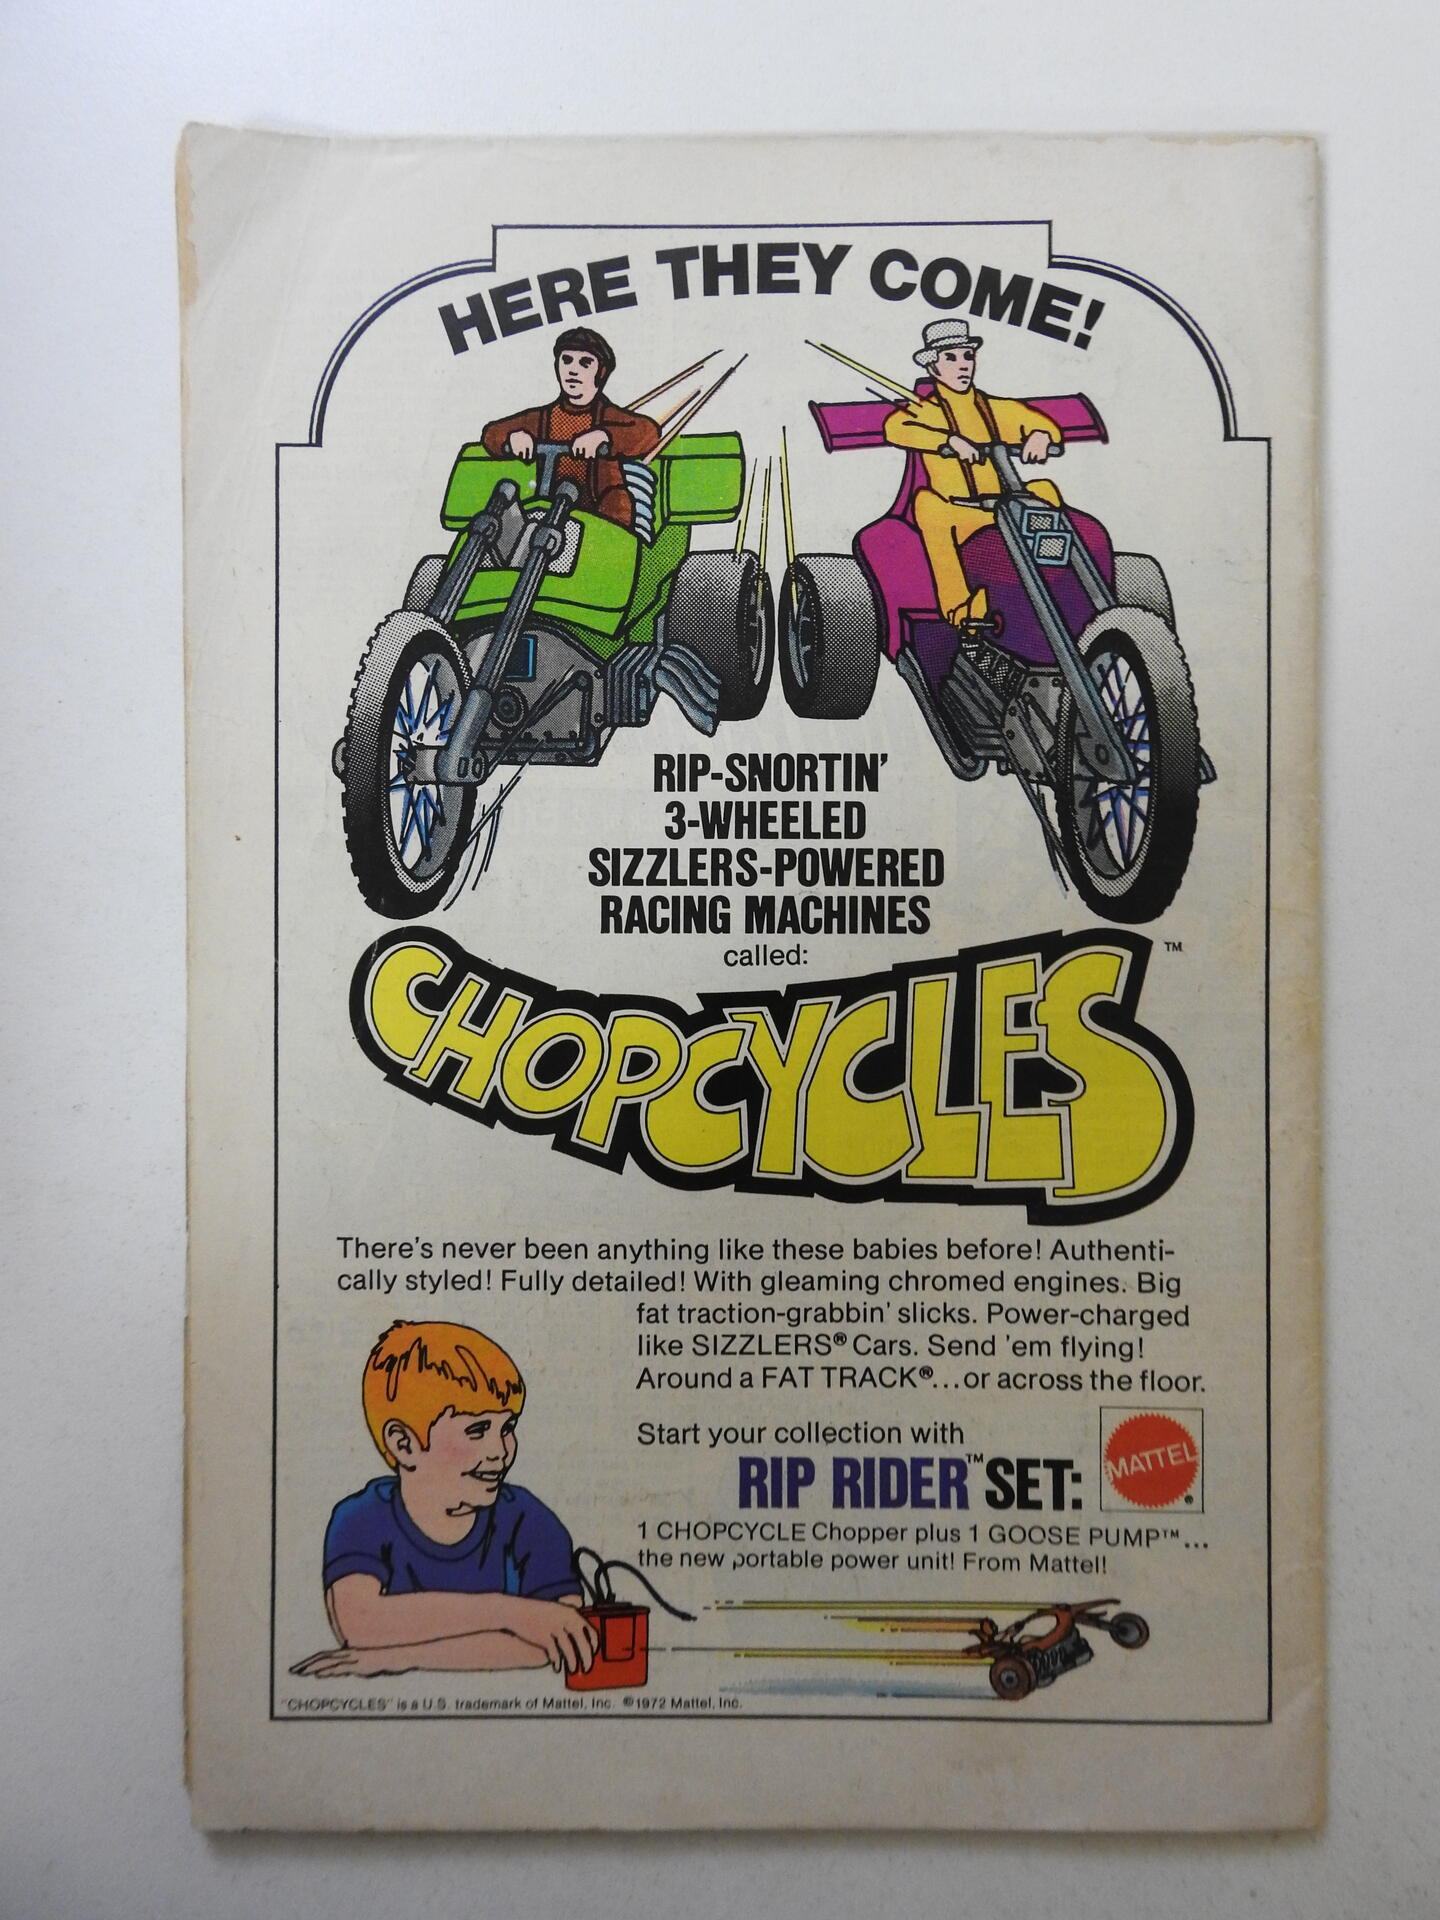 HERE THEY COME!
RIP-SNORTIN'
3-WHEELED
SIZZLERS-POWERED
RACING MACHINES
called:
CHOPCYCLES™
There's never been anything like these babies before! Authenti-
cally styled! Fully detailed! With gleaming chromed engines. Big
fat traction-grabbin' slicks. Power-charged
like SIZZLERS® Cars. Send 'em flying!
Around a FAT TRACK®...or across the floor.
Start your collection with
RIP RIDER™ SET:
MATTEL®
1 CHOPCYCLE Chopper plus 1 GOOSE PUMP™...
the new portable power unit! From Mattel!
"CHOPCYCLES" is a U.S. trademark of Mattel, Inc. ©1972 Mattel, Inc.